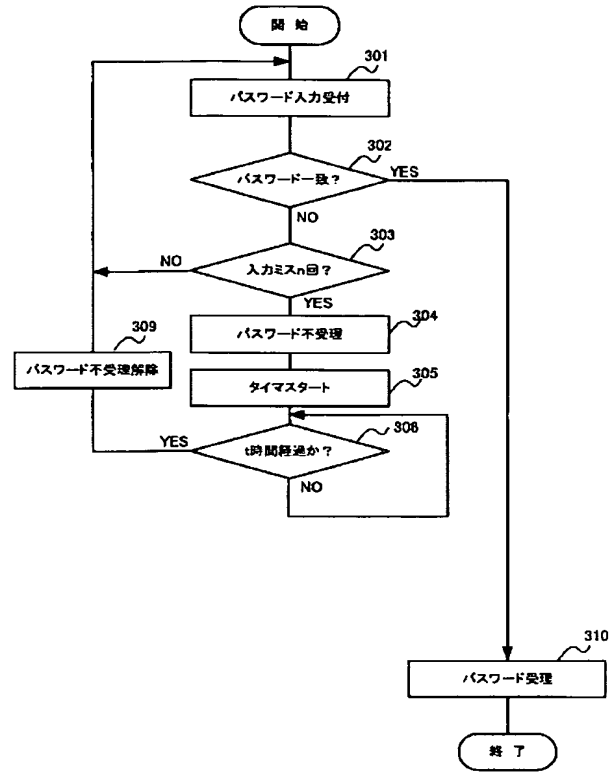 開 始
301
パスワード入力受付
302
パスワード一致?
YES
NO
303
入力ミスn回?
NO
YES
304
パスワード不受理
309
パスワード不受理解除
305
タイマスタート
308
t時間経過か?
YES
NO
310
パスワード受理
終 了